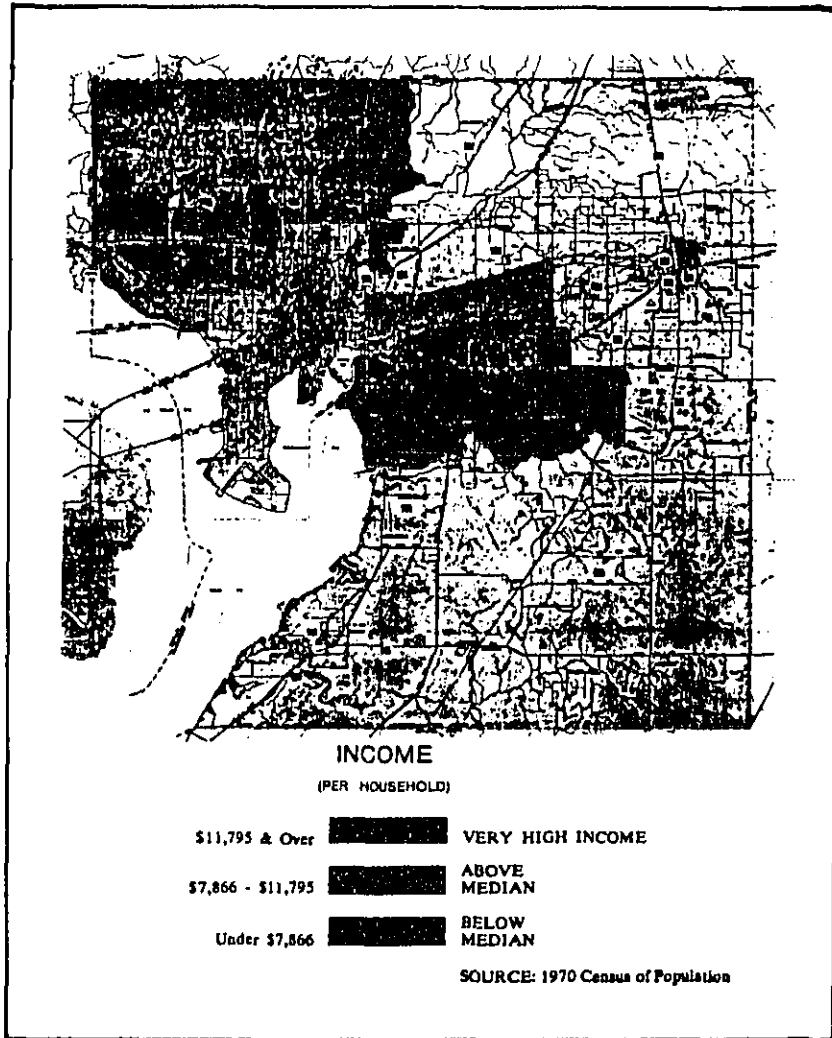 INCOME
(PER HOUSEHOLD)
$11,795 & Over VERY HIGH INCOME
$7,866 - $11,795 ABOVE MEDIAN
Under $7,866 BELOW MEDIAN
SOURCE: 1970 Census of Population